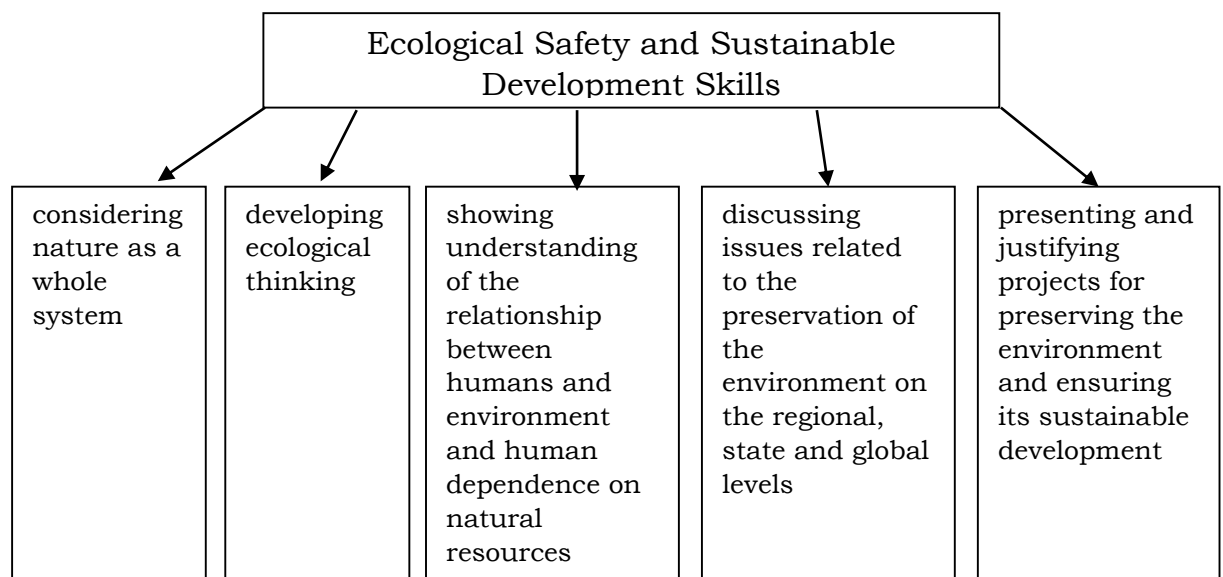 Ecological Safety and Sustainable
Development Skills
considering
nature as a
whole
system
developing
ecological
thinking
showing
understanding
of the
relationship
between
humans and
environment
and human
dependence on
natural
resources
discussing
issues related
to the
preservation of
the
environment on
the regional,
state and global
levels
presenting and
justifying
projects for
preserving the
environment
and ensuring
its sustainable
development